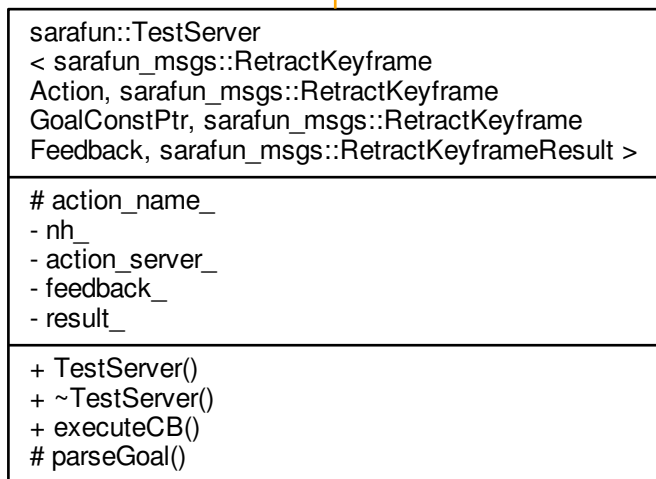 sarafun::TestServer
< sarafun_msgs::RetractKeyframe
Action, sarafun_msgs::RetractKeyframe
GoalConstPtr, sarafun_msgs::RetractKeyframe
Feedback, sarafun_msgs::RetractKeyframeResult >
# action_name_
- nh_
- action_server_
- feedback_
- result_
+ TestServer()
+ ~TestServer()
+ executeCB()
# parseGoal()